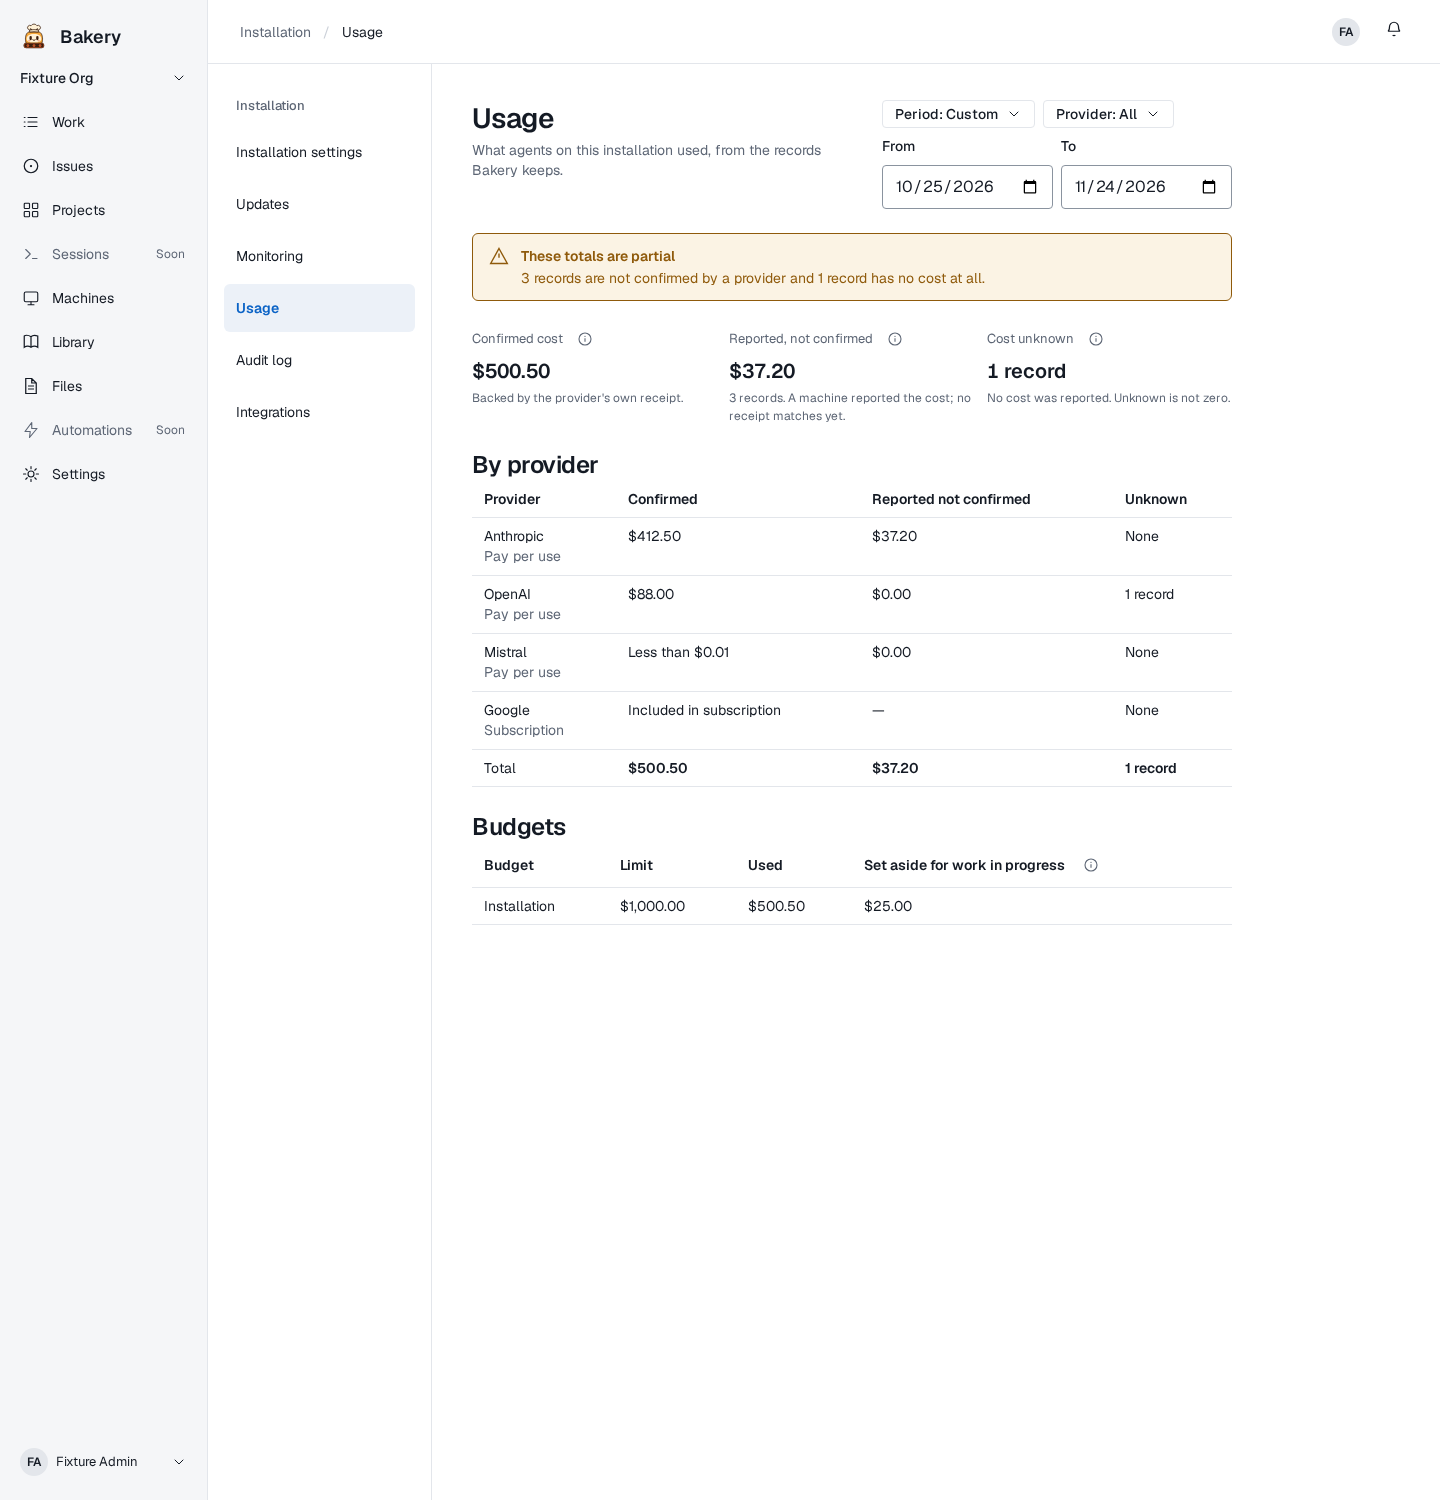 Bakery
Fixture Org
Work
Issues
Projects
Sessions Soon
Machines
Library
Files
Automations Soon
Settings
FA Fixture Admin
Installation / Usage
FA
Installation
Installation settings
Updates
Monitoring
Usage
Audit log
Integrations
Usage
What agents on this installation used, from the records
Bakery keeps.
Period: Custom Provider: All
From To
10/25/2026 11/24/2026
These totals are partial
3 records are not confirmed by a provider and 1 record has no cost at all.
Confirmed cost
$500.50
Backed by the provider's own receipt.
Reported, not confirmed
$37.20
3 records. A machine reported the cost; no
receipt matches yet.
Cost unknown
1 record
No cost was reported. Unknown is not zero.
By provider
Provider Confirmed Reported not confirmed Unknown
Anthropic $412.50 $37.20 None
Pay per use
OpenAI $88.00 $0.00 1 record
Pay per use
Mistral Less than $0.01 $0.00 None
Pay per use
Google Included in subscription — None
Subscription
Total $500.50 $37.20 1 record
Budgets
Budget Limit Used Set aside for work in progress
Installation $1,000.00 $500.50 $25.00